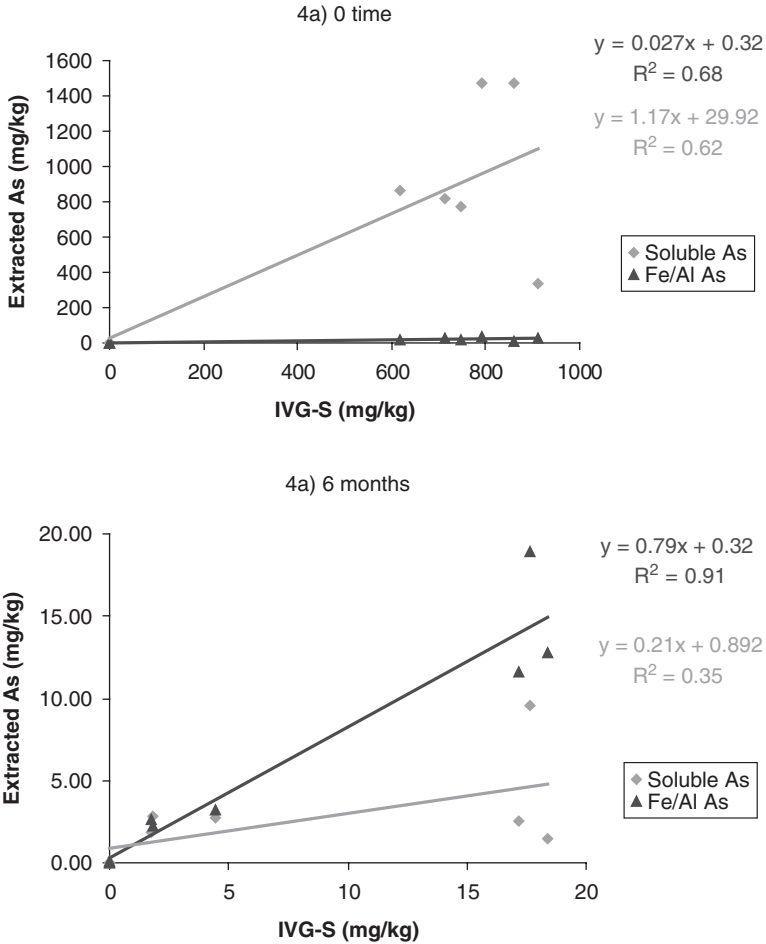 4a) 0 time
y = 0.027x + 0.32
R² = 0.68
y = 1.17x + 29.92
R² = 0.62
Extracted As (mg/kg)
1600
1400
1200
1000
800
600
400
200
0
0 200 400 600 800 1000
IVG-S (mg/kg)
Soluble As
Fe/Al As
4a) 6 months
y = 0.79x + 0.32
R² = 0.91
y = 0.21x + 0.892
R² = 0.35
Extracted As (mg/kg)
20.00
15.00
10.00
5.00
0.00
0 5 10 15 20
IVG-S (mg/kg)
Soluble As
Fe/Al As